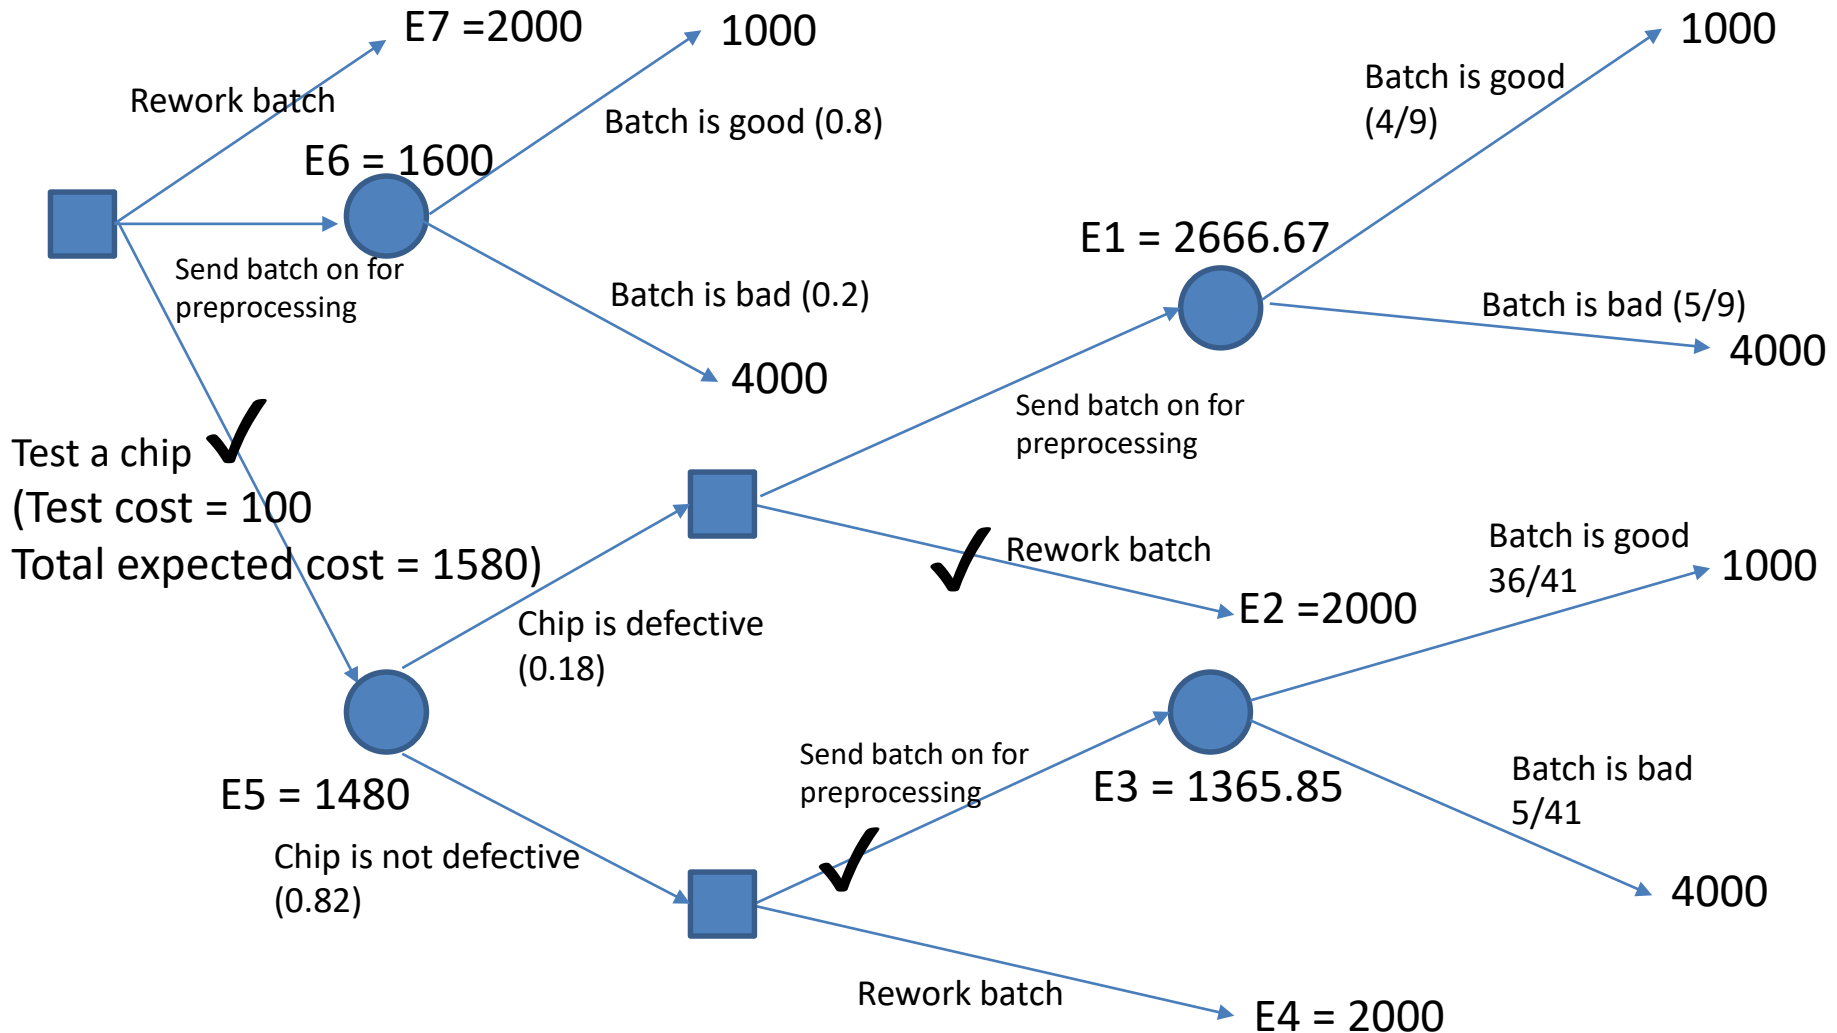 E7 =2000
1000
Rework batch
Batch is good (0.8)
E6 = 1600
Send batch on for
preprocessing
Batch is bad (0.2)
4000
1000
Batch is good
(4/9)
E1 = 2666.67
Batch is bad (5/9)
4000
Send batch on for
preprocessing
Test a chip
(Test cost = 100
Total expected cost = 1580)
Rework batch
E2 =2000
Chip is defective
(0.18)
Batch is good
36/41
1000
E5 = 1480
Send batch on for
preprocessing
E3 = 1365.85
Batch is bad
5/41
4000
Chip is not defective
(0.82)
Rework batch
E4 = 2000